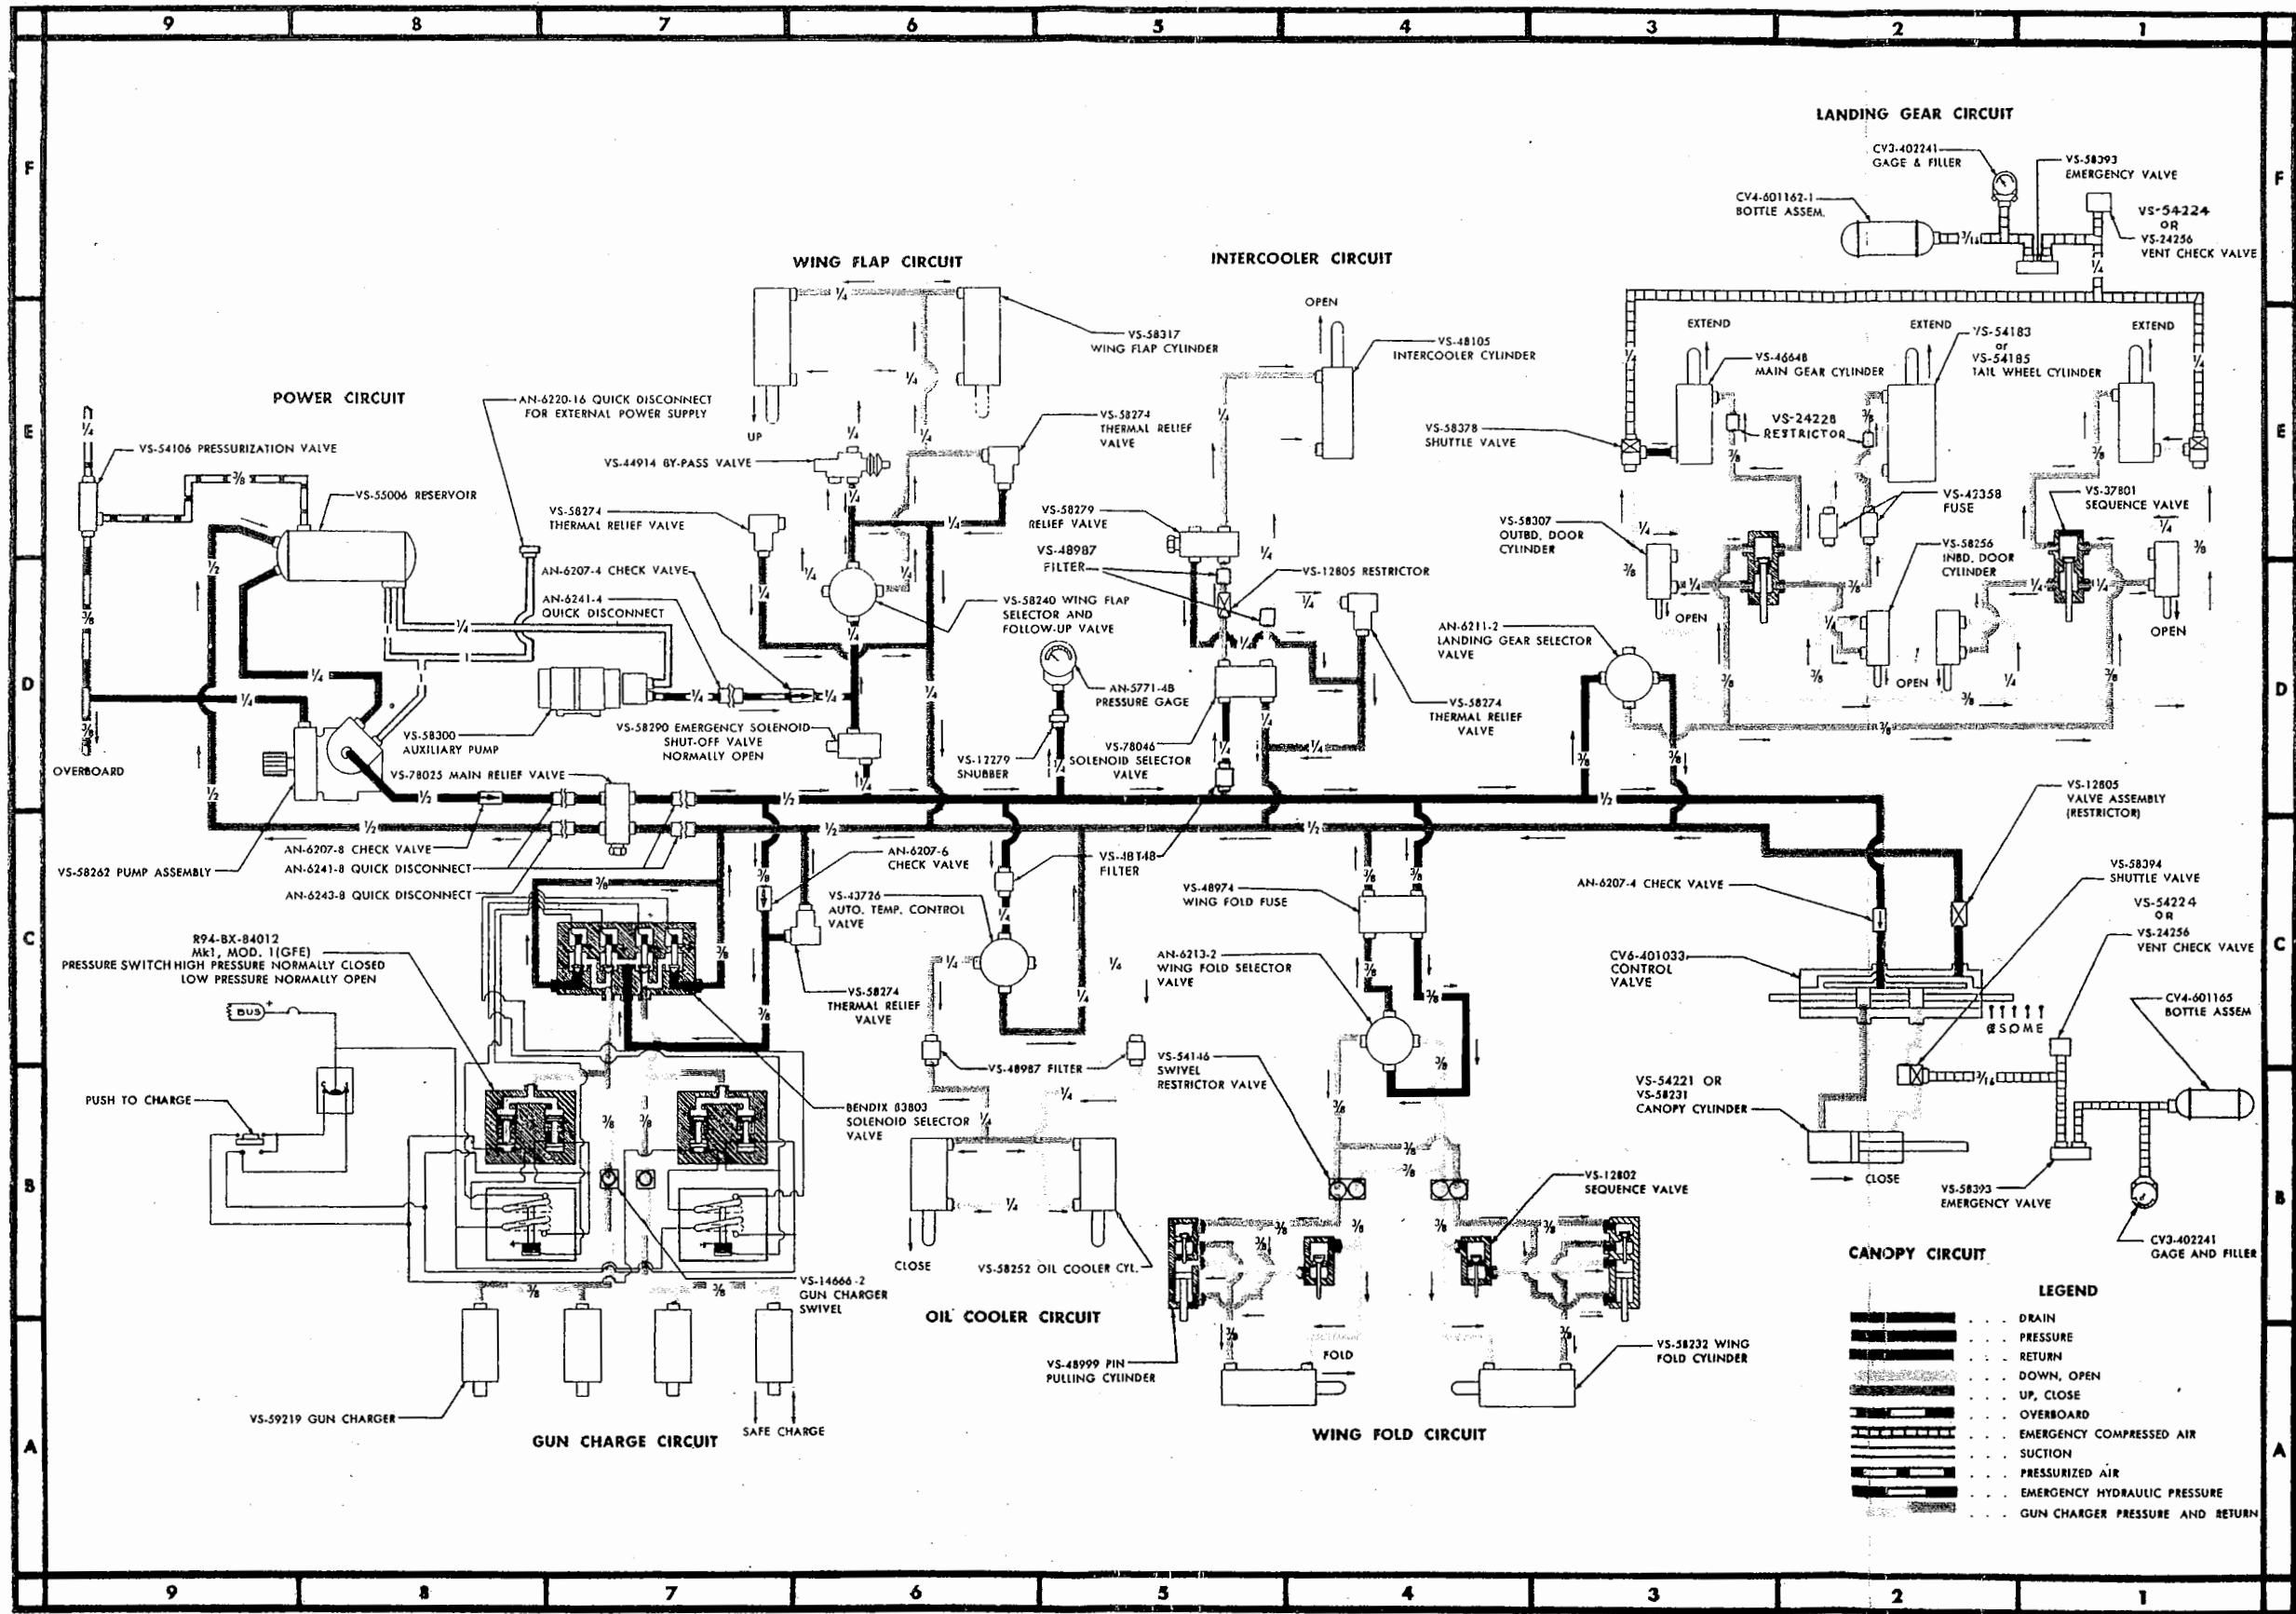 9 8 7 6 5 4 3 2 1
F
E
D
C
B
A
LANDING GEAR CIRCUIT
CV3-402241
GAGE & FILLER
VS-58393
EMERGENCY VALVE
CV4-601162-1
BOTTLE ASSEM.
VS-54224
OR
VS-24256
VENT CHECK VALVE
3/16
1/4
EXTEND
EXTEND
EXTEND
VS-54183
or
VS-54185
TAIL WHEEL CYLINDER
VS-46648
MAIN GEAR CYLINDER
VS-24228
RESTRICTOR
VS-58378
SHUTTLE VALVE
VS-42358
FUSE
VS-37801
SEQUENCE VALVE
VS-58307
OUTBD. DOOR
CYLINDER
VS-58256
INBD. DOOR
CYLINDER
OPEN
OPEN
OPEN
AN-6211-2
LANDING GEAR SELECTOR
VALVE
INTERCOOLER CIRCUIT
OPEN
VS-48105
INTERCOOLER CYLINDER
VS-58279
RELIEF VALVE
VS-48987
FILTER
VS-12805 RESTRICTOR
VS-58274
THERMAL RELIEF
VALVE
VS-78046
SOLENOID SELECTOR
VALVE
AN-5771-4B
PRESSURE GAGE
VS-12279
SNUBBER
WING FLAP CIRCUIT
VS-58317
WING FLAP CYLINDER
UP
VS-58274
THERMAL RELIEF
VALVE
VS-44914 BY-PASS VALVE
VS-58274
THERMAL RELIEF VALVE
VS-58240 WING FLAP
SELECTOR AND
FOLLOW-UP VALVE
AN-6207-4 CHECK VALVE
AN-6241-4
QUICK DISCONNECT
VS-58290 EMERGENCY SOLENOID
SHUT-OFF VALVE
NORMALLY OPEN
POWER CIRCUIT
AN-6220-16 QUICK DISCONNECT
FOR EXTERNAL POWER SUPPLY
VS-54106 PRESSURIZATION VALVE
VS-55006 RESERVOIR
VS-58300
AUXILIARY PUMP
OVERBOARD
VS-78025 MAIN RELIEF VALVE
AN-6207-8 CHECK VALVE
VS-58262 PUMP ASSEMBLY
AN-6241-8 QUICK DISCONNECT
AN-6243-8 QUICK DISCONNECT
R94-BX-84012
Mk1, MOD. 1(GFE)
PRESSURE SWITCH HIGH PRESSURE NORMALLY CLOSED
LOW PRESSURE NORMALLY OPEN
BUS +
PUSH TO CHARGE
AN-6207-6
CHECK VALVE
VS-43726
AUTO. TEMP. CONTROL
VALVE
VS-58274
THERMAL RELIEF
VALVE
BENDIX 83803
SOLENOID SELECTOR
VALVE
VS-14666-2
GUN CHARGER
SWIVEL
VS-59219 GUN CHARGER
SAFE CHARGE
GUN CHARGE CIRCUIT
VS-48148
FILTER
VS-48987 FILTER
CLOSE
VS-58252 OIL COOLER CYL.
OIL COOLER CIRCUIT
VS-48974
WING FOLD FUSE
AN-6213-2
WING FOLD SELECTOR
VALVE
VS-54146
SWIVEL
RESTRICTOR VALVE
VS-12802
SEQUENCE VALVE
VS-48999 PIN
PULLING CYLINDER
FOLD
VS-58232 WING
FOLD CYLINDER
WING FOLD CIRCUIT
VS-12805
VALVE ASSEMBLY
(RESTRICTOR)
AN-6207-4 CHECK VALVE
VS-58394
SHUTTLE VALVE
VS-54224
OR
VS-24256
VENT CHECK VALVE
CV6-401033
CONTROL
VALVE
CV4-601165
BOTTLE ASSEM
VS-54221 OR
VS-58231
CANOPY CYLINDER
3/16
CLOSE
VS-58393
EMERGENCY VALVE
CV3-402241
GAGE AND FILLER
CANOPY CIRCUIT
LEGEND
. . . DRAIN
. . . PRESSURE
. . . RETURN
. . . DOWN, OPEN
. . . UP, CLOSE
. . . OVERBOARD
. . . EMERGENCY COMPRESSED AIR
. . . SUCTION
. . . PRESSURIZED AIR
. . . EMERGENCY HYDRAULIC PRESSURE
. . . GUN CHARGER PRESSURE AND RETURN
F
E
D
C
B
A
9 8 7 6 5 4 3 2 1